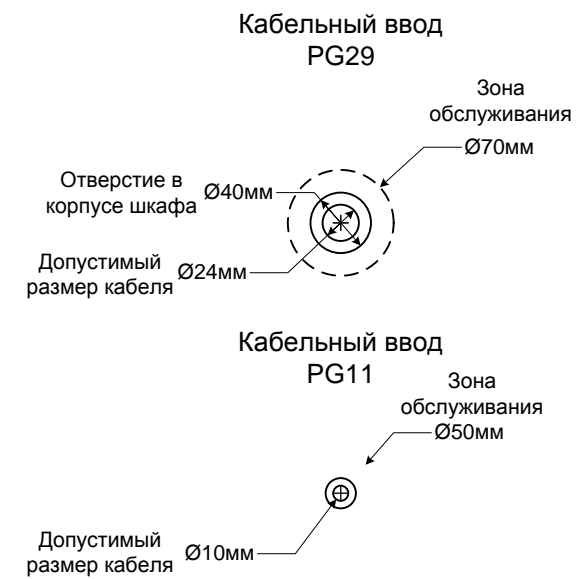 Кабельный ввод
PG29
Зона
обслуживания
Ø70мм
Отверстие в
корпусе шкафа
Ø40мм
Допустимый
размер кабеля
Ø24мм
Кабельный ввод
PG11
Зона
обслуживания
Ø50мм
Допустимый
размер кабеля
Ø10мм